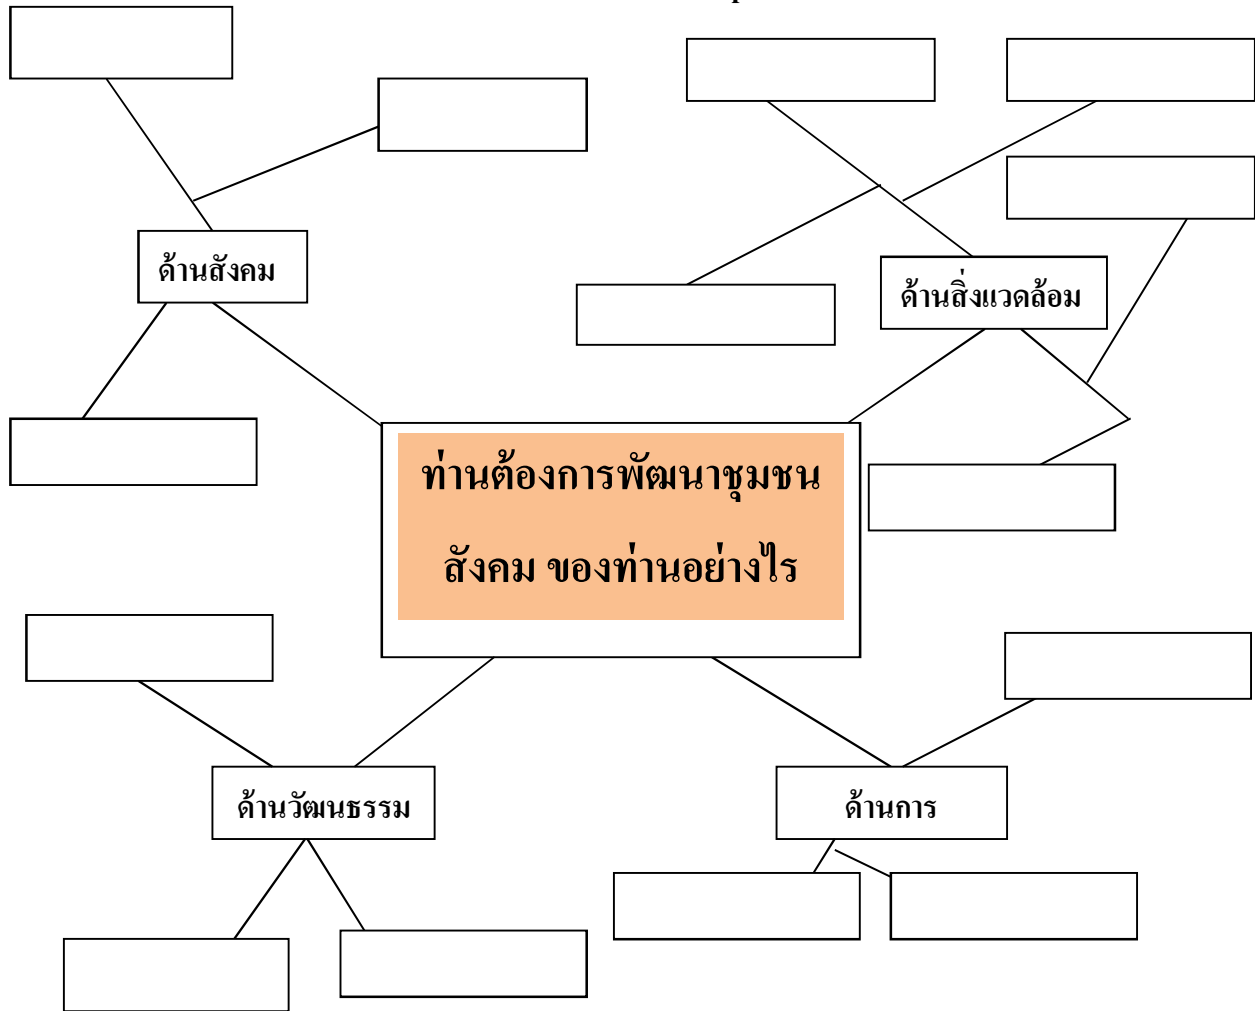 ด้านสังคม
ด้านสิ่งแวดล้อม
ท่านต้องการพัฒนาชุมชน
สังคม ของท่านอย่างไร
ด้านวัฒนธรรม
ด้านการ